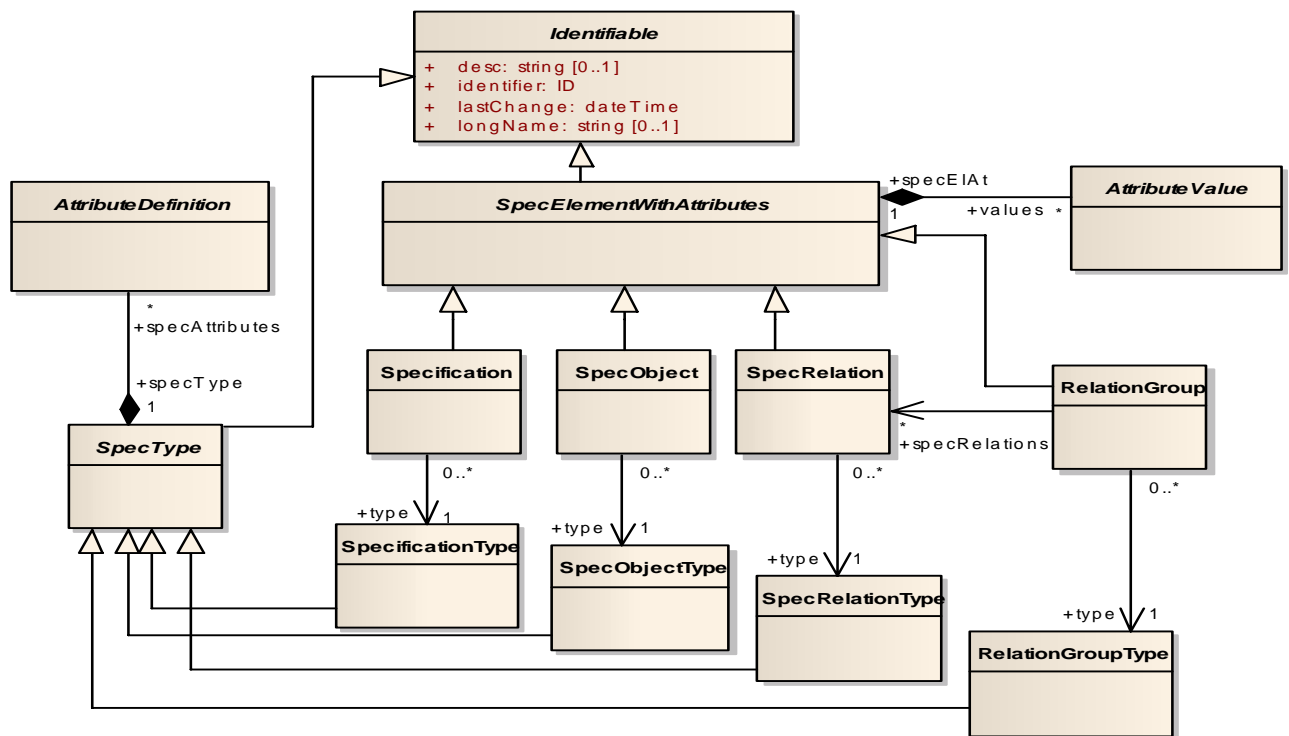 Identifiable
+ desc: string [0..1]
+ identifier: ID
+ lastChange: dateTime
+ longName: string [0..1]
AttributeDefinition
SpecElementWithAttributes
+specElAt
1
+values *
AttributeValue
*
+specAttributes
+specType
1
SpecType
Specification
SpecObject
SpecRelation
RelationGroup
*
+specRelations
0..*
+type
1
0..*
+type
1
0..*
+type
1
0..*
+type
1
SpecificationType
SpecObjectType
SpecRelationType
RelationGroupType